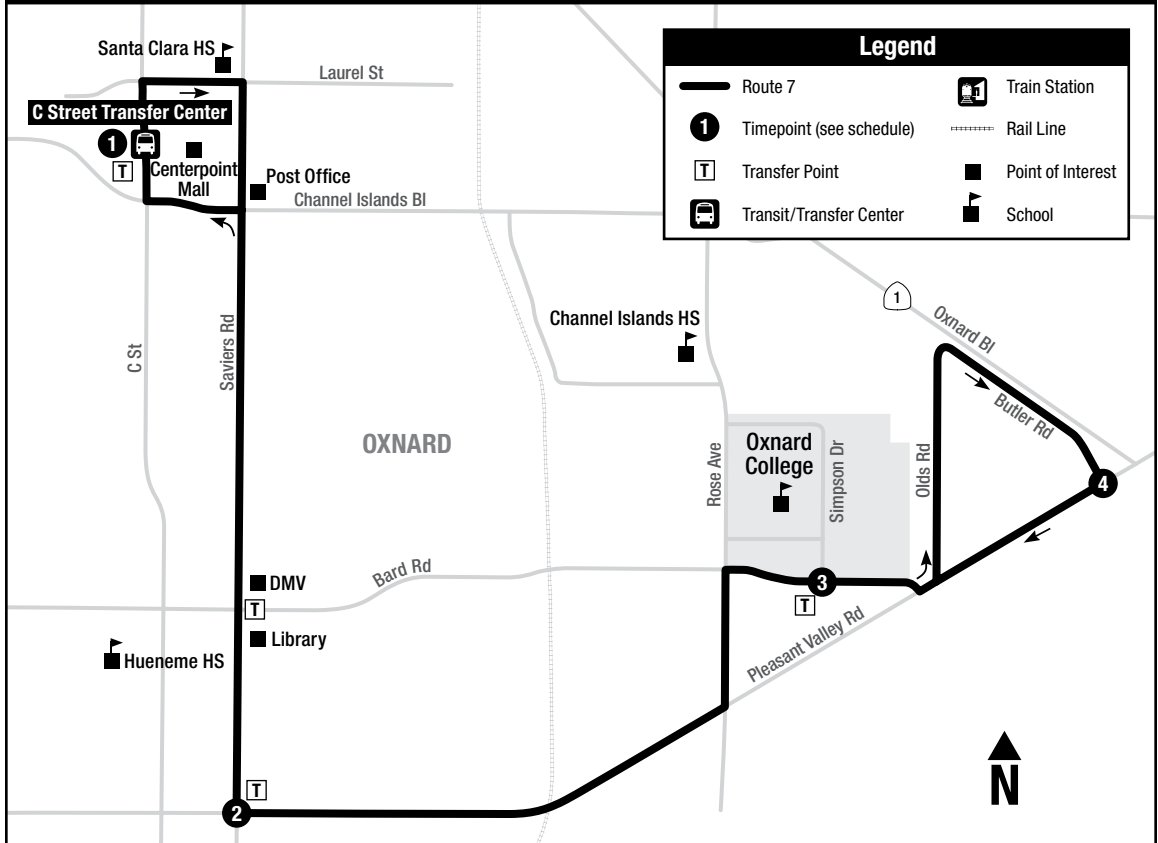 Santa Clara HS
Laurel St
C Street Transfer Center
1
T
Centerpoint
Mall
Post Office
Channel Islands Bl
Legend
Route 7
Train Station
1
Timepoint (see schedule)
Rail Line
T
Transfer Point
Point of Interest
Transit/Transfer Center
School
C St
Saviers Rd
OXNARD
Channel Islands HS
1
Oxnard Bl
Butler Rd
Rose Ave
Oxnard
College
Simpson Dr
Olds Rd
4
Bard Rd
DMV
T
Library
Hueneme HS
3
T
Pleasant Valley Rd
T
2
N